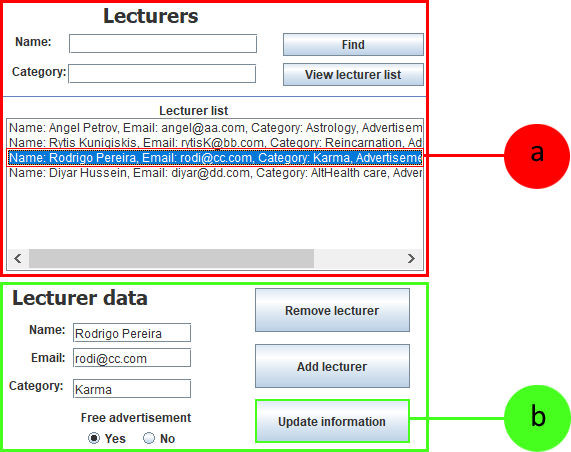 Lecturers
Name:
Find
Category:
View lecturer list
Lecturer list
Name: Angel Petrov, Email: angel@aa.com, Category: Astrology, Advertisem
Name: Rytis Kunigiskis, Email: rytisK@bb.com, Category: Reincarnation, Ad
Name: Rodrigo Pereira, Email: rodi@cc.com, Category: Karma, Advertiseme
Name: Diyar Hussein, Email: diyar@dd.com, Category: AltHealth care, Adver
a
Lecturer data
Remove lecturer
Name: Rodrigo Pereira
Email: rodi@cc.com
Add lecturer
Category: Karma
Free advertisement
Update information
b
Yes No